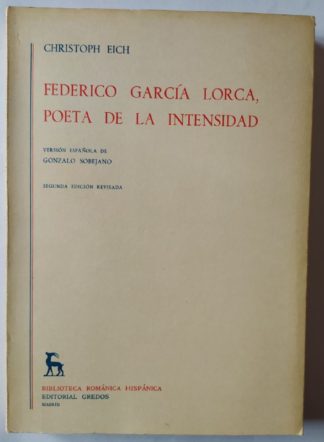 CHRISTOPH EICH
FEDERICO GARCÍA LORCA,
POETA DE LA INTENSIDAD
VERSIÓN ESPAÑOLA DE
GONZALO SOBEJANO
SEGUNDA EDICIÓN REVISADA
BIBLIOTECA ROMÁNICA HISPÁNICA
EDITORIAL GREDOS
MADRID